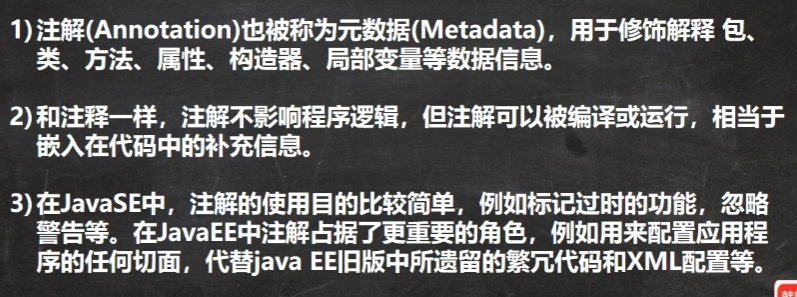 1)注解(Annotation)也被称为元数据(Metadata)，用于修饰解释 包、
类、方法、属性、构造器、局部变量等数据信息。
2)和注释一样，注解不影响程序逻辑，但注解可以被编译或运行，相当于
嵌入在代码中的补充信息。
3)在JavaSE中，注解的使用目的比较简单，例如标记过时的功能，忽略
警告等。在JavaEE中注解占据了更重要的角色，例如用来配置应用程
序的任何切面，代替java EE旧版中所遗留的繁冗代码和XML配置等。